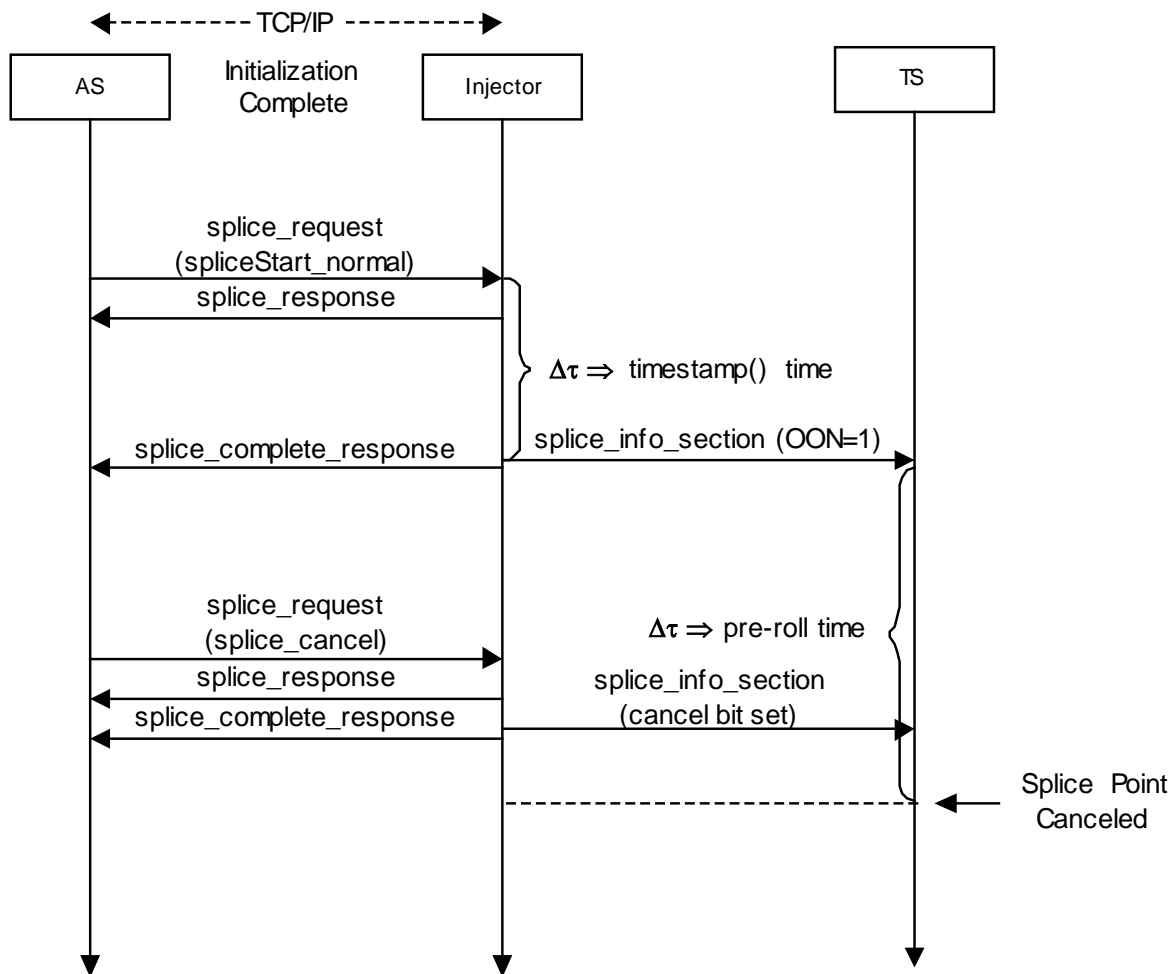 TCP/IP
AS
Initialization
Complete
Injector
TS
splice_request
(spliceStart_normal)
splice_response
Δτ ⇒ timestamp() time
splice_complete_response
splice_info_section (OON=1)
splice_request
(splice_cancel)
Δτ ⇒ pre-roll time
splice_response
splice_info_section
(cancel bit set)
splice_complete_response
Splice Point
Canceled